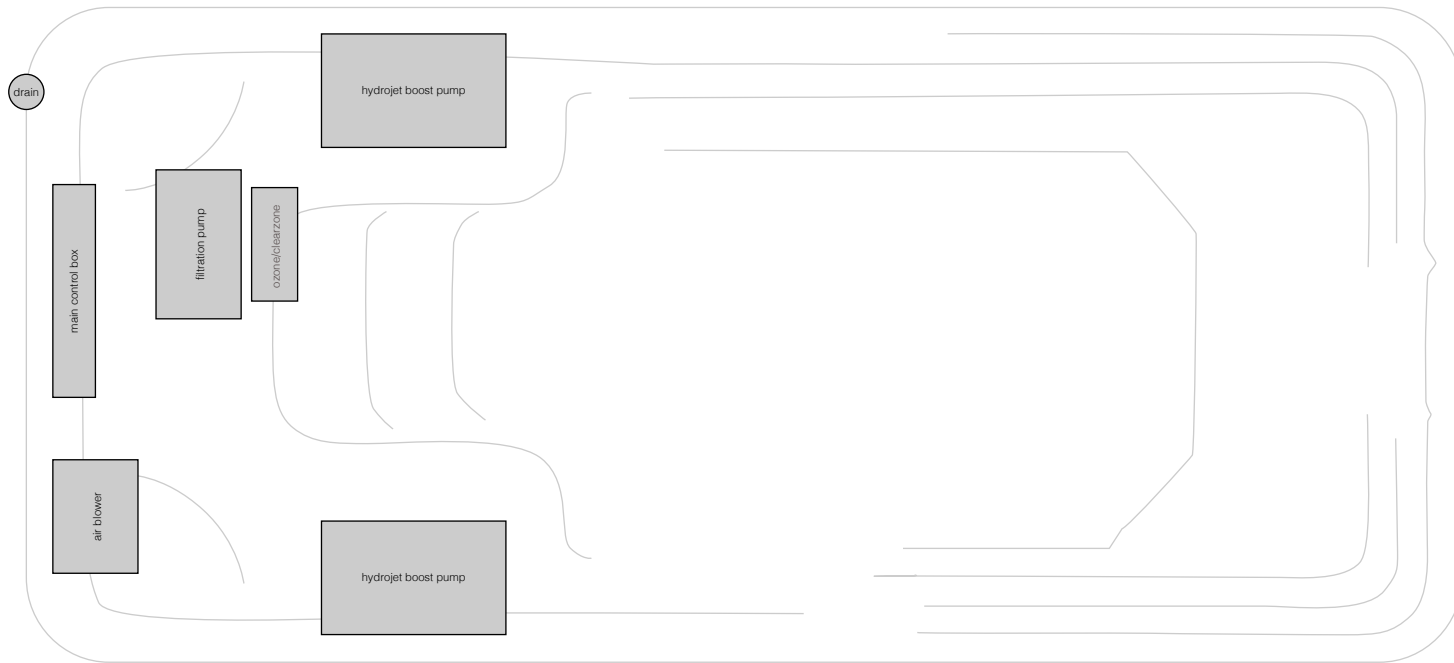 hydrojet boost pump
drain
filtration pump
ozone/clearzone
main control box
air blower
hydrojet boost pump